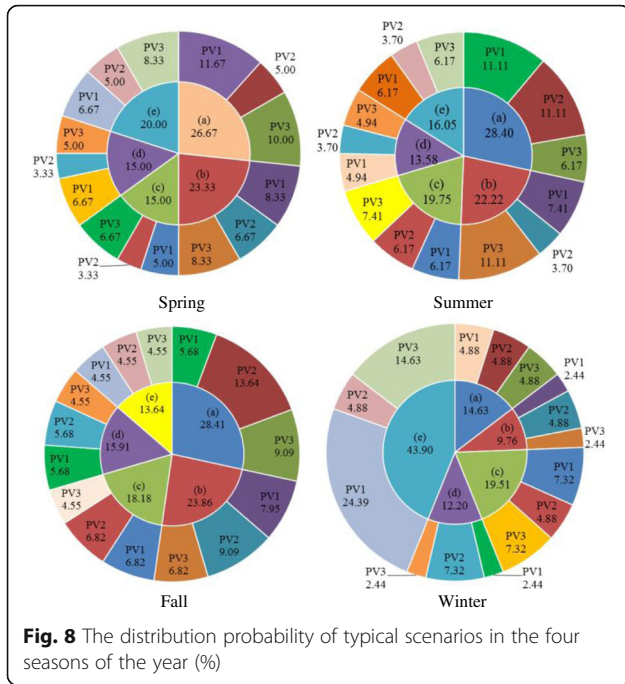 PV1
11.67
PV2
5.00
PV3
10.00
PV1
8.33
PV2
6.67
PV3
8.33
PV1
5.00
PV2
3.33
PV3
6.67
PV1
6.67
PV2
3.33
PV3
5.00
PV1
6.67
PV2
5.00
PV3
8.33
(a)
26.67
(b)
23.33
(c)
15.00
(d)
15.00
(e)
20.00
Spring
PV1
11.11
PV2
11.11
PV3
6.17
PV1
7.41
PV2
3.70
PV3
11.11
PV1
6.17
PV2
6.17
PV3
7.41
PV1
4.94
PV2
3.70
PV3
4.94
PV1
6.17
PV2
3.70
PV3
6.17
(a)
28.40
(b)
22.22
(c)
19.75
(d)
13.58
(e)
16.05
Summer
PV1
5.68
PV2
13.64
PV3
9.09
PV1
7.95
PV2
9.09
PV3
6.82
PV1
6.82
PV2
6.82
PV3
4.55
PV1
5.68
PV2
5.68
PV3
4.55
PV1
4.55
PV2
4.55
PV3
4.55
(a)
28.41
(b)
23.86
(c)
18.18
(d)
15.91
(e)
13.64
Fall
PV1
4.88
PV2
4.88
PV3
4.88
PV1
2.44
PV2
4.88
PV3
2.44
PV1
7.32
PV2
4.88
PV3
7.32
PV1
2.44
PV2
7.32
PV3
2.44
PV1
24.39
PV2
4.88
PV3
14.63
(a)
14.63
(b)
9.76
(c)
19.51
(d)
12.20
(e)
43.90
Winter
Fig. 8 The distribution probability of typical scenarios in the four
seasons of the year (%)